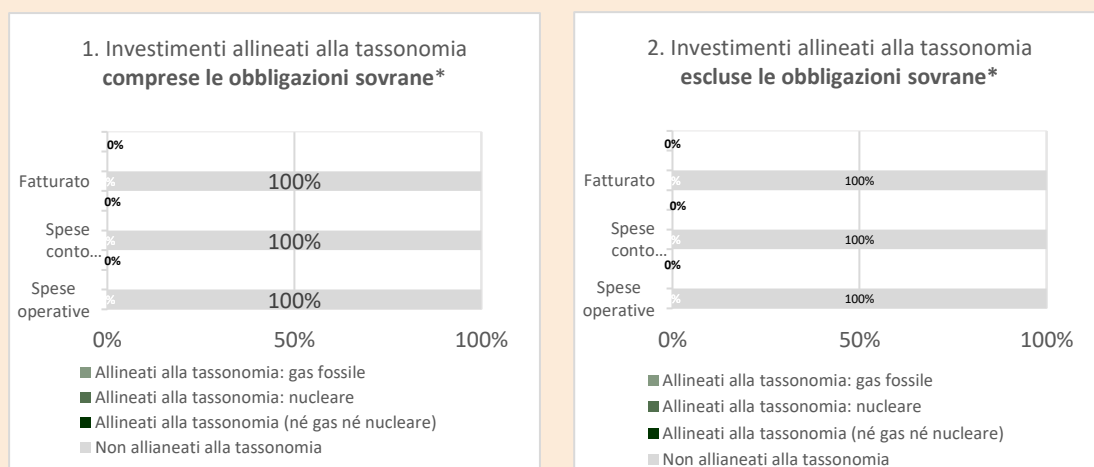 1. Investimenti allineati alla tassonomia
comprese le obbligazioni sovrane*
0%
Fatturato
%
100%
0%
Spese
conto...
%
100%
0%
Spese
operative
%
100%
0%
50%
100%
Allineati alla tassonomia: gas fossile
Allineati alla tassonomia: nucleare
Allineati alla tassonomia (né gas né nucleare)
Non allianeati alla tassonomia
2. Investimenti allineati alla tassonomia
escluse le obbligazioni sovrane*
0%
Fatturato
%
100%
0%
Spese
conto...
%
100%
0%
Spese
operative
%
100%
0%
50%
100%
Allineati alla tassonomia: gas fossile
Allineati alla tassonomia: nucleare
Allineati alla tassonomia (né gas né nucleare)
Non allianeati alla tassonomia